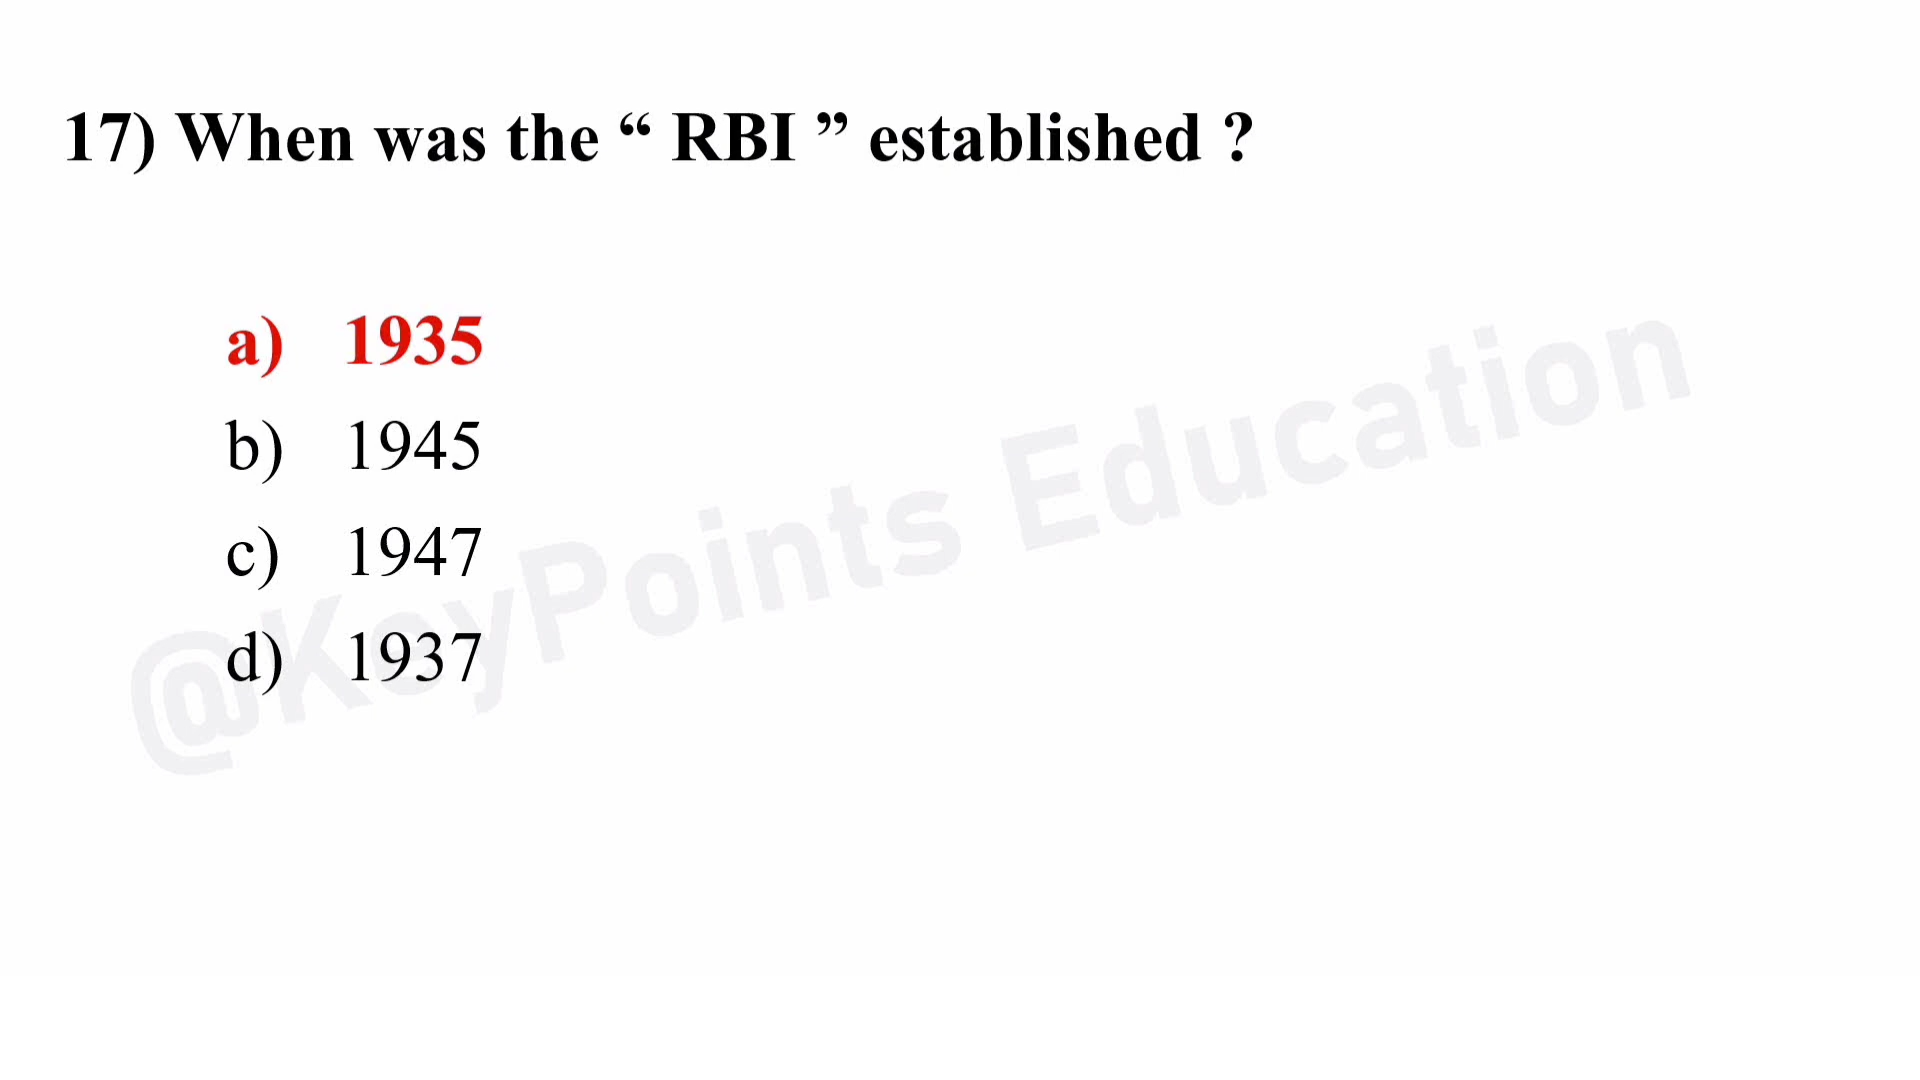 17) When was the “ RBI ” established ?
a) 1935
b) 1945
c) 1947
d) 1937
@KeyPoints Education